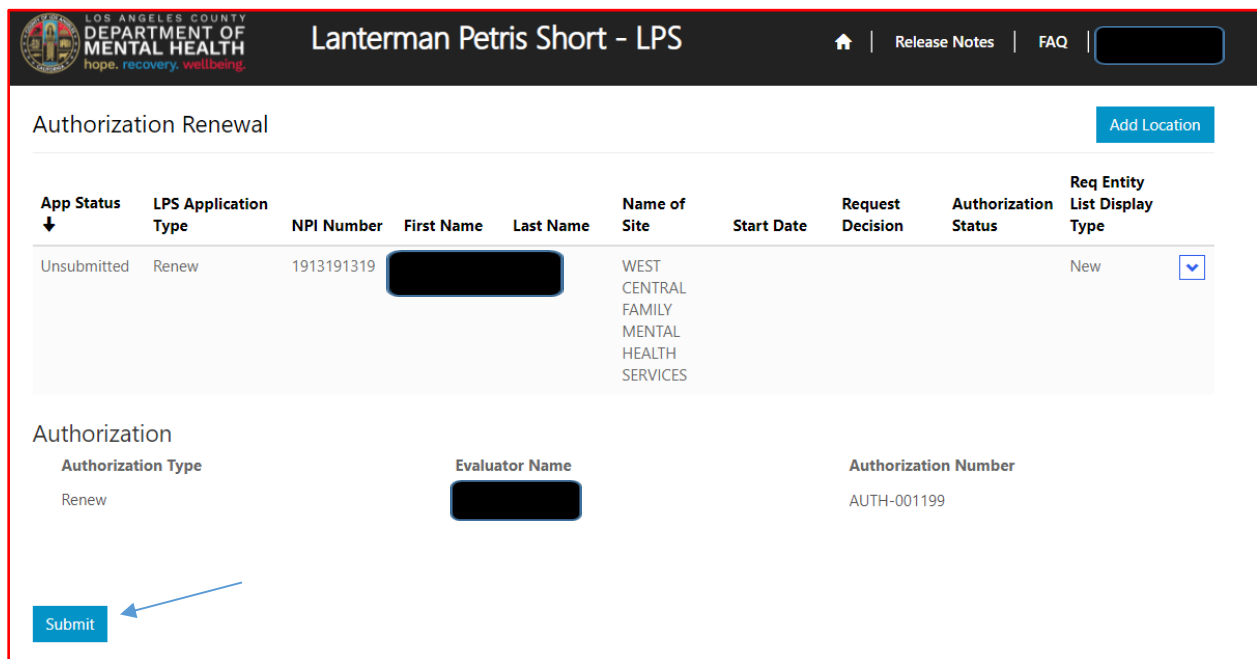 LOS ANGELES COUNTY
DEPARTMENT OF
MENTAL HEALTH
hope. recovery. wellbeing.
Lanterman Petris Short - LPS
| Release Notes | FAQ |
Authorization Renewal
Add Location
App Status LPS Application Type NPI Number First Name Last Name Name of Site Start Date Request Decision Authorization Status Req Entity List Display Type
Unsubmitted Renew 1913191319 WEST New
CENTRAL
FAMILY
MENTAL
HEALTH
SERVICES
Authorization
Authorization Type Evaluator Name Authorization Number
Renew AUTH-001199
Submit